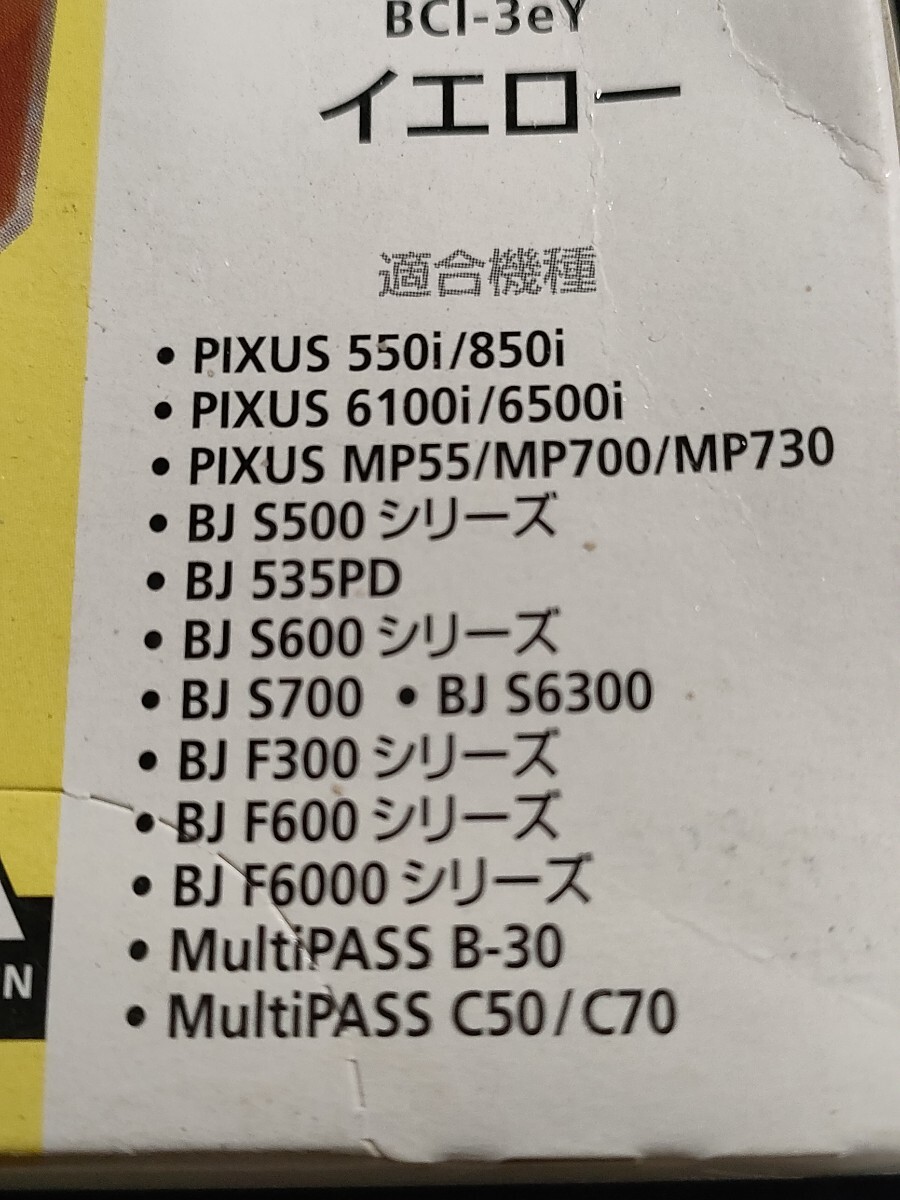 BCI-3eY
イエロー
適合機種
• PIXUS 550i/850i
• PIXUS 6100i/6500i
• PIXUS MP55/MP700/MP730
• BJ S500 シリーズ
• BJ 535PD
• BJ S600 シリーズ
• BJ S700 • BJ S6300
• BJ F300 シリーズ
• BJ F600 シリーズ
• BJ F6000 シリーズ
• MultiPASS B-30
• MultiPASS C50/C70
N